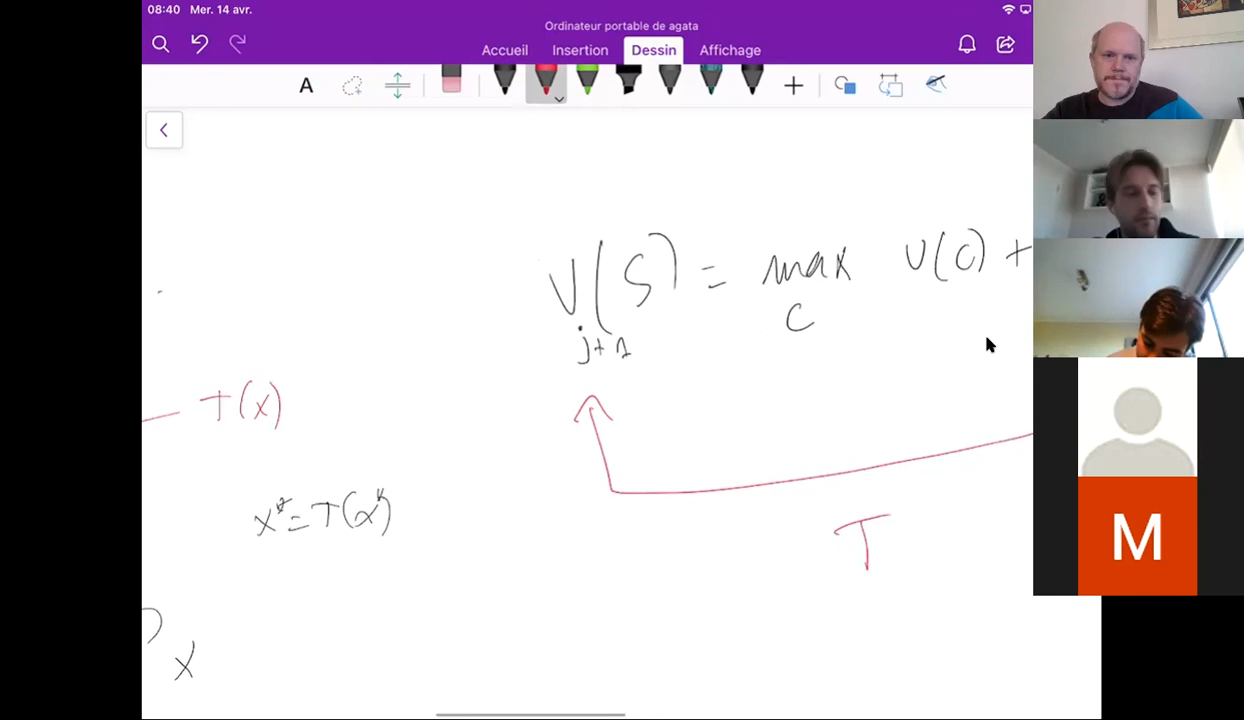 08:40 Mer. 14 avr.
Ordinateur portable de agata
Accueil Insertion Dessin Affichage
A
V(S) = max U(C) +
j+1 C
T(x)
x* = T(x*)
T
x
M